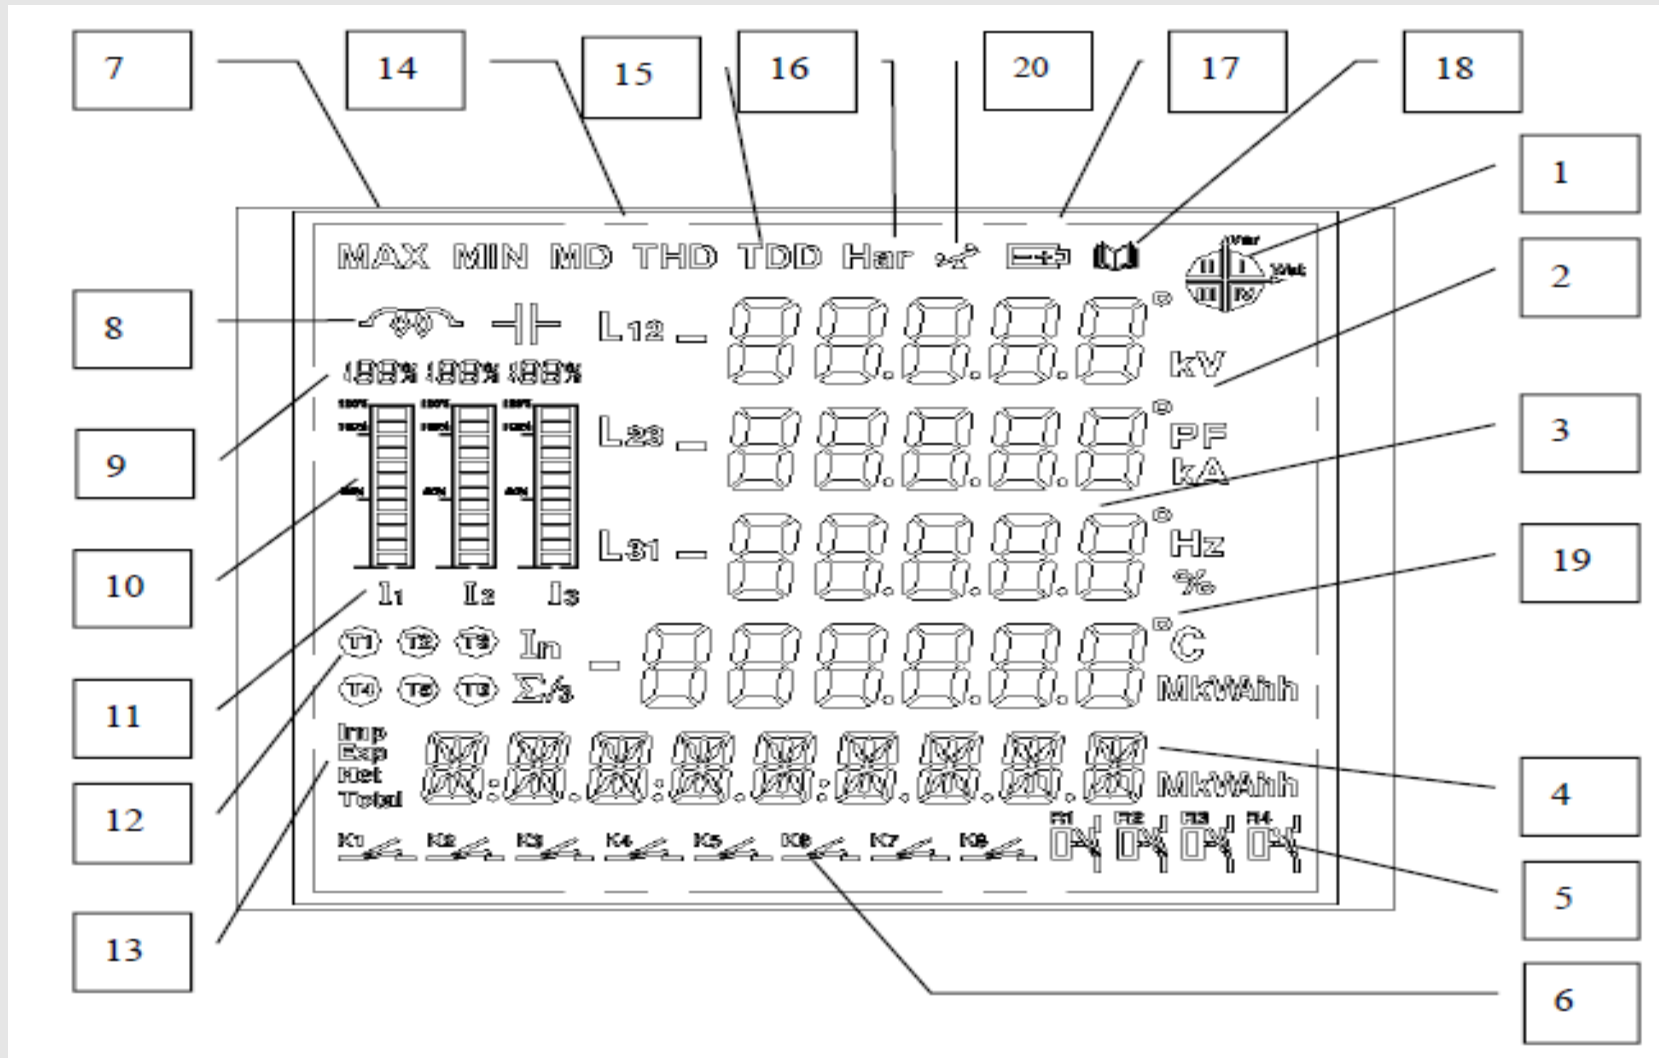 7 14 15 16 20 17 18
1
2
3
19
4
5
6
8
9
10
11
12
13
MAX MIN MD THD TDD Har
Var
I II III IV
L12 kV
L23 PF
kA
L31 Hz
%
I1 I2 I3
T1 T2 T3 In °C
T4 T5 Σ/3 MkWAhh
Imp
Exp
Net
Total MkWAhh
K1 K2 K3 K4 K5 K6 K7 K8 R1 R2 R3 R4